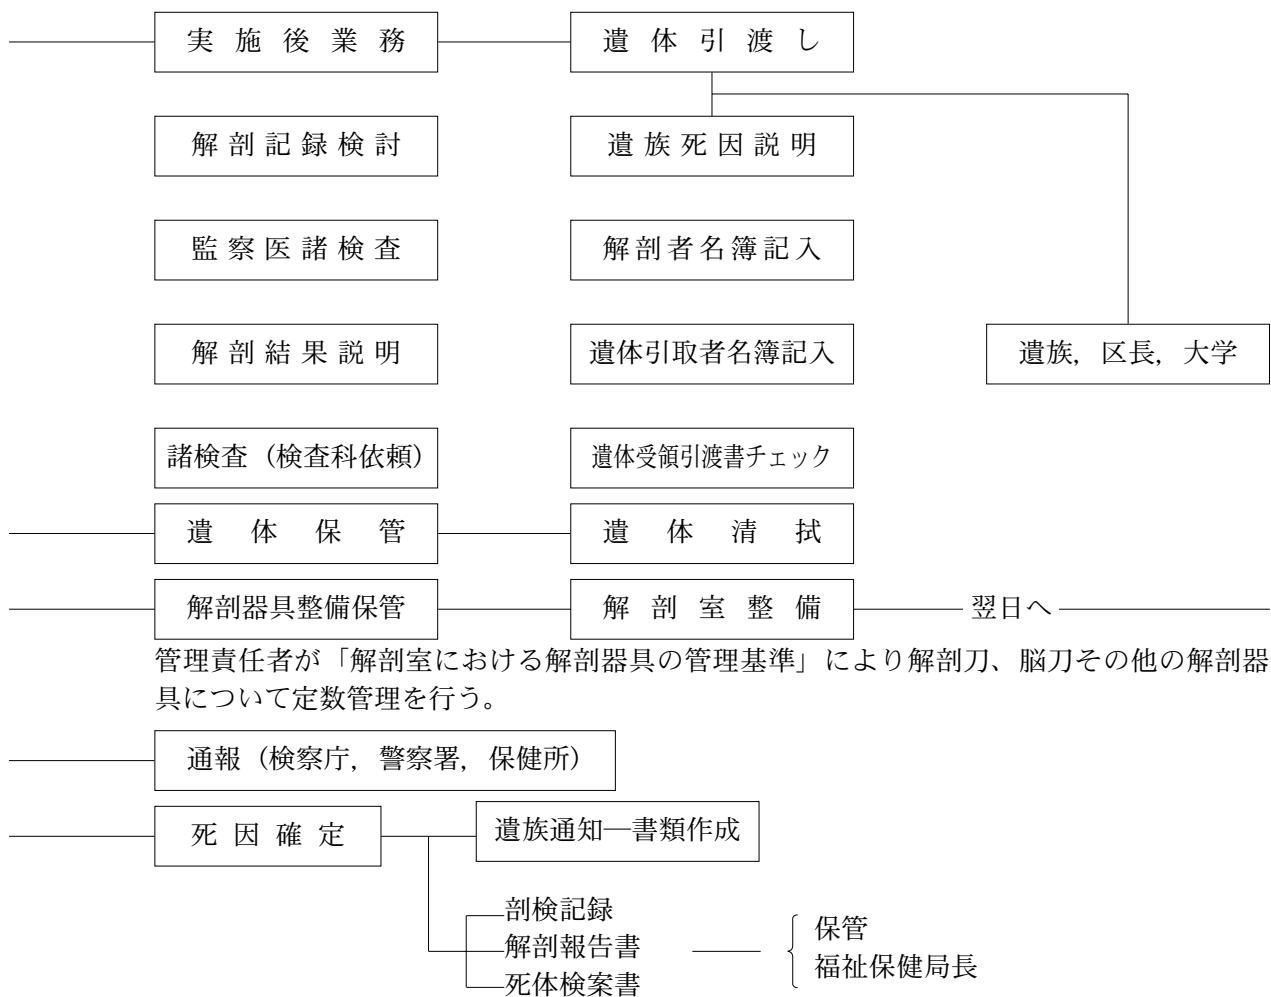 実施後業務
遺体引渡し
解剖記録検討
遺族死因説明
監察医諸検査
解剖者名簿記入
解剖結果説明
遺体引取者名簿記入
遺族，区長，大学
諸検査（検査科依頼）
遺体受領引渡書チェック
遺体保管
遺体清拭
解剖器具整備保管
解剖室整備
翌日へ
管理責任者が「解剖室における解剖器具の管理基準」により解剖刀、脳刀その他の解剖器
具について定数管理を行う。
通報（検察庁，警察署，保健所）
死因確定
遺族通知―書類作成
剖検記録
解剖報告書
死体検案書
保管
福祉保健局長